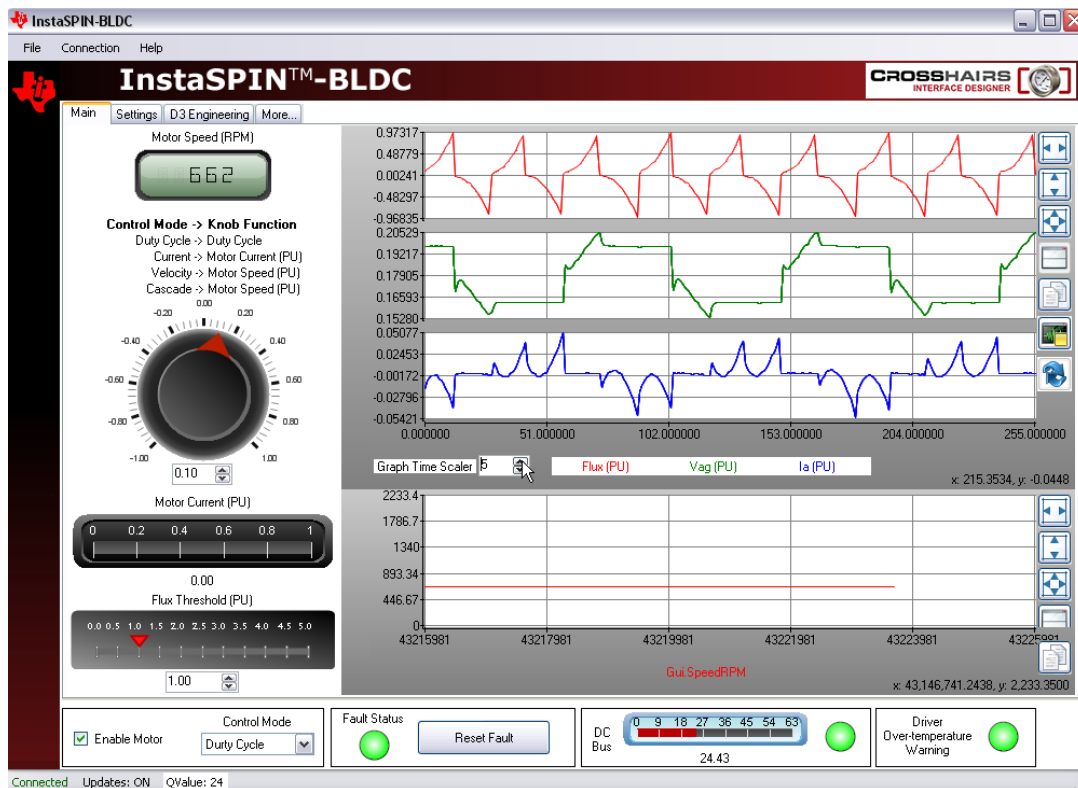 InstaSPIN-BLDC
File Connection Help
InstaSPIN™-BLDC
CROSSHAIRS
INTERFACE DESIGNER
Main Settings D3 Engineering More...
Motor Speed (RPM)
662
Control Mode -> Knob Function
Duty Cycle -> Duty Cycle
Current -> Motor Current (PU)
Velocity -> Motor Speed (PU)
Cascade -> Motor Speed (PU)
0.00
-0.20 0.20
-0.40 0.40
-0.60 0.60
-0.80 0.80
-1.00 1.00
0.10
Motor Current (PU)
0 0.2 0.4 0.6 0.8 1
0.00
Flux Threshold (PU)
0.0 0.5 1.0 1.5 2.0 2.5 3.0 3.5 4.0 4.5 5.0
1.00
0.97317
0.48779
0.00241
-0.48297
-0.96835
0.20529
0.19217
0.17905
0.16593
0.15280
0.05077
0.02453
-0.00172
-0.02796
-0.05421
0.000000 51.000000 102.000000 153.000000 204.000000 255.000000
Graph Time Scaler 5 Flux (PU) Vag (PU) Ia (PU)
x: 215.3534, y: -0.0448
2233.4
1786.7
1340
893.34
446.67
0
43215981 43217981 43219981 43221981 43223981 43225981
Gui.SpeedRPM
x: 43,146,741.2438, y: 2,233.3500
Enable Motor
Control Mode
Durty Cycle
Fault Status
Reset Fault
DC
Bus
0 9 18 27 36 45 54 63
24.43
Driver
Over-temperature
Warning
Connected Updates: ON QValue: 24